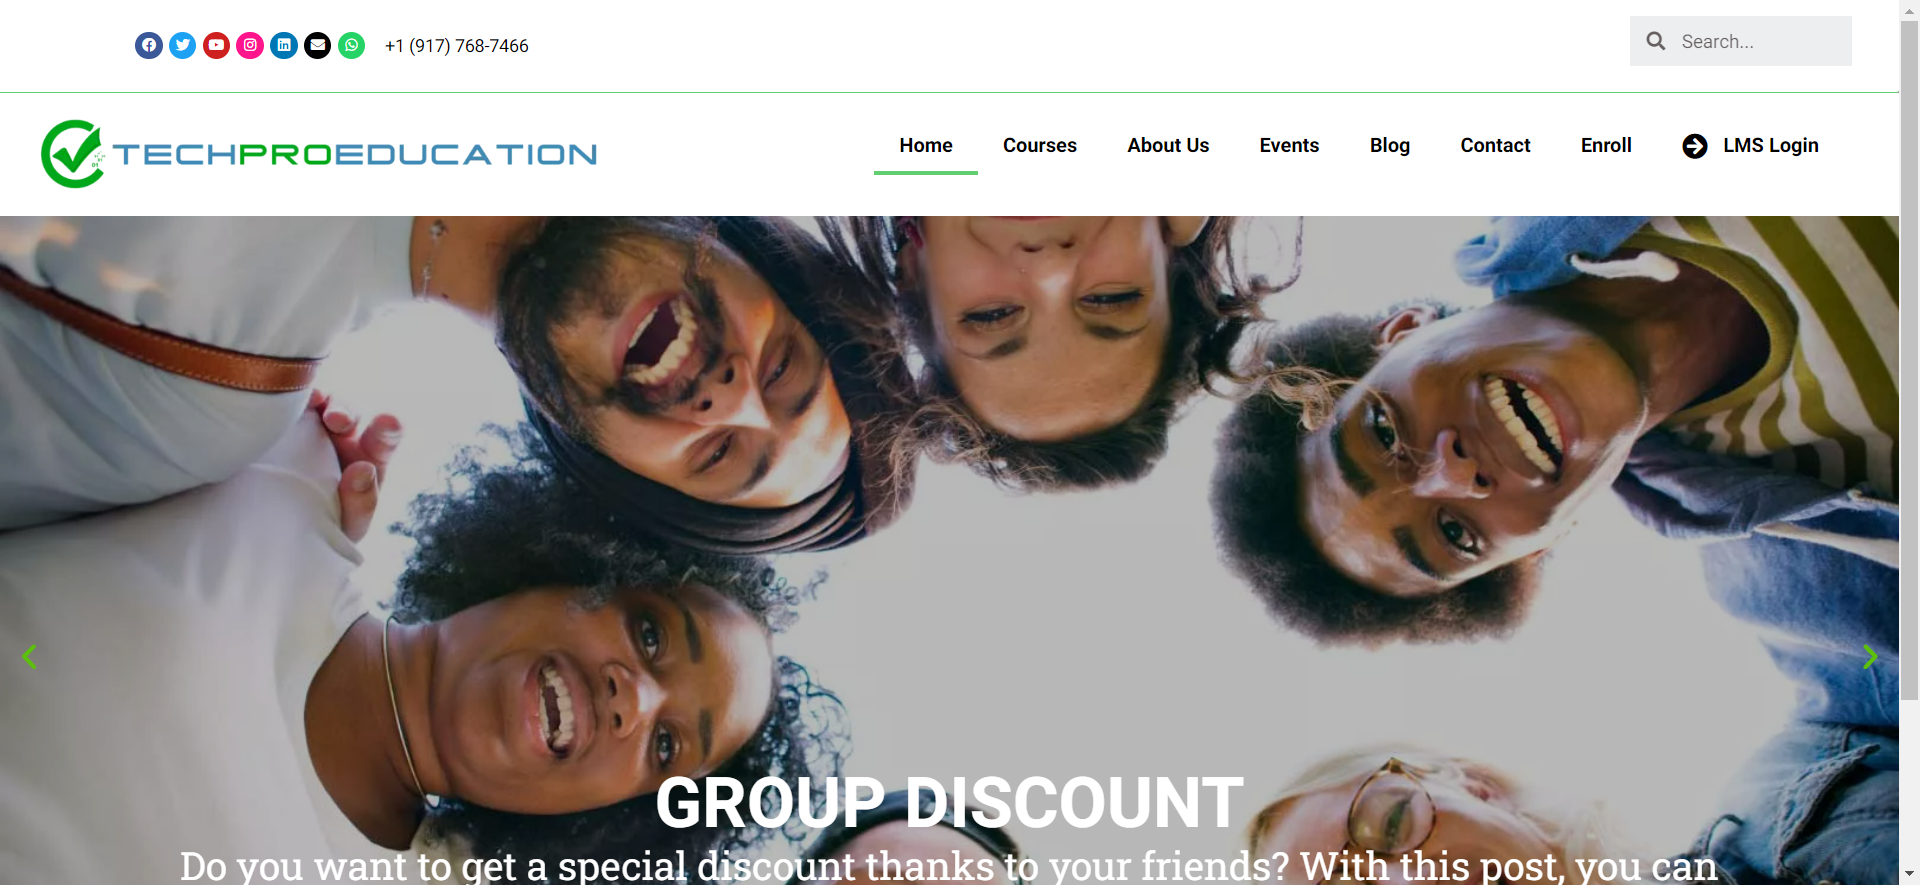 +1 (917) 768-7466
Search...
TECHPROEDUCATION
Home
Courses
About Us
Events
Blog
Contact
Enroll
LMS Login
GROUP DISCOUNT
Do you want to get a special discount thanks to your friends? With this post, you can